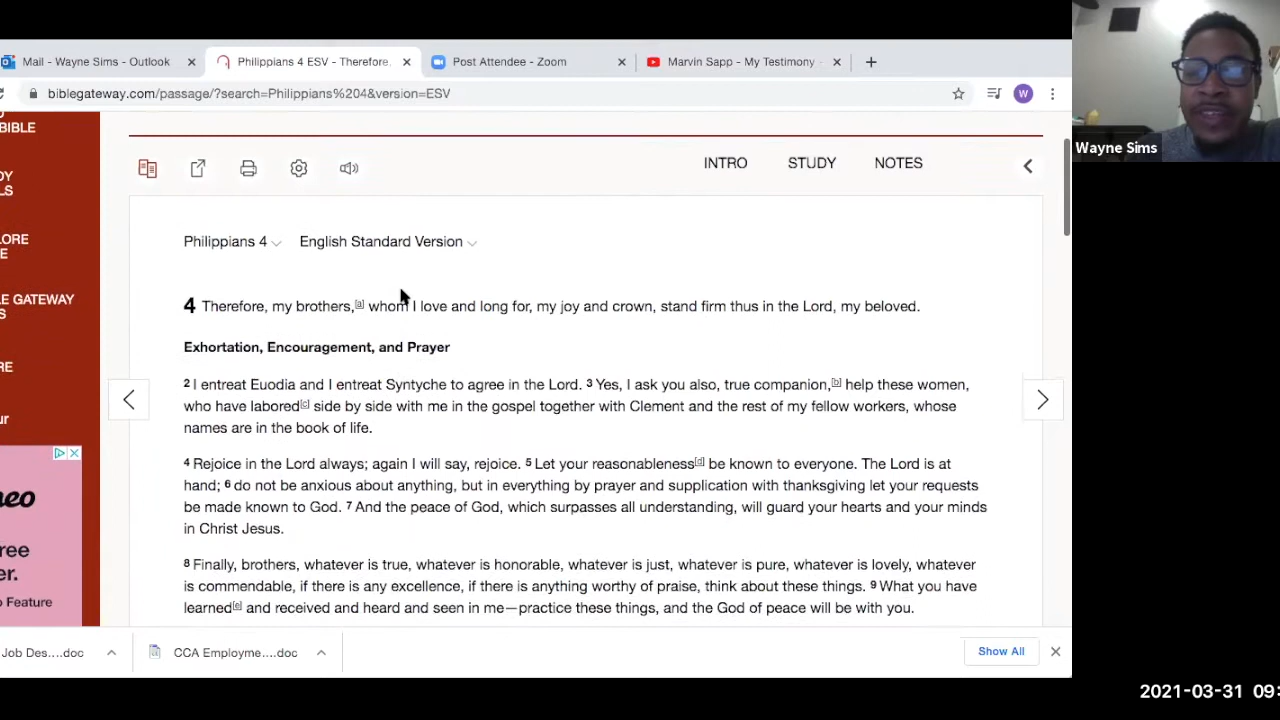 Mail - Wayne Sims - Outlook
Philippians 4 ESV - Therefore
Post Attendee - Zoom
Marvin Sapp - My Testimony -
biblegateway.com/passage/?search=Philippians%204&version=ESV
W
Wayne Sims
BIBLE
DY
LS
LORE
E
LE GATEWAY
S
RE
ur
INTRO STUDY NOTES
Philippians 4 English Standard Version
4 Therefore, my brothers,[a] whom I love and long for, my joy and crown, stand firm thus in the Lord, my beloved.
Exhortation, Encouragement, and Prayer
2 I entreat Euodia and I entreat Syntyche to agree in the Lord. 3 Yes, I ask you also, true companion,[b] help these women,
who have labored[c] side by side with me in the gospel together with Clement and the rest of my fellow workers, whose
names are in the book of life.
4 Rejoice in the Lord always; again I will say, rejoice. 5 Let your reasonableness[d] be known to everyone. The Lord is at
hand; 6 do not be anxious about anything, but in everything by prayer and supplication with thanksgiving let your requests
be made known to God. 7 And the peace of God, which surpasses all understanding, will guard your hearts and your minds
in Christ Jesus.
8 Finally, brothers, whatever is true, whatever is honorable, whatever is just, whatever is pure, whatever is lovely, whatever
is commendable, if there is any excellence, if there is anything worthy of praise, think about these things. 9 What you have
learned[e] and received and heard and seen in me—practice these things, and the God of peace will be with you.
eo
ree
er.
o Feature
Job Des....doc
CCA Employme....doc
Show All
2021-03-31 09: